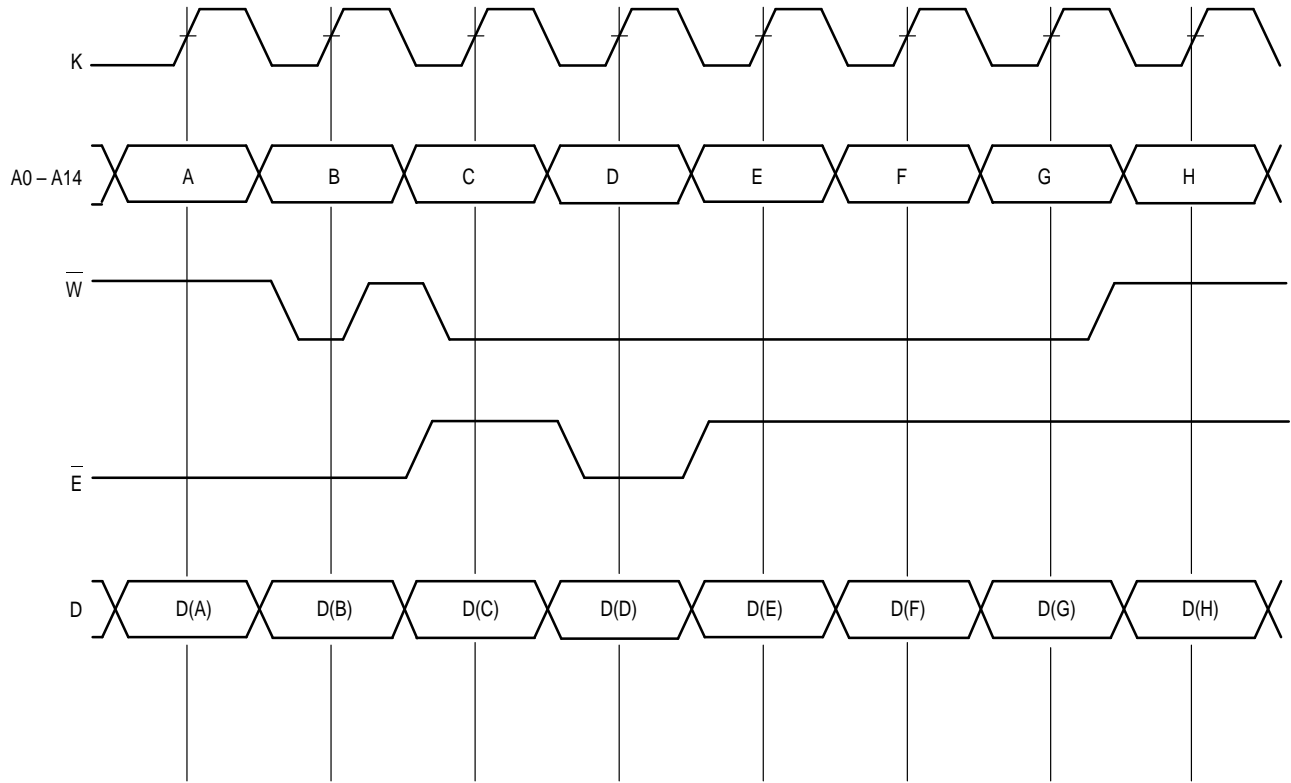 K
A0 – A14 A B C D E F G H
W̅
E̅
D D(A) D(B) D(C) D(D) D(E) D(F) D(G) D(H)